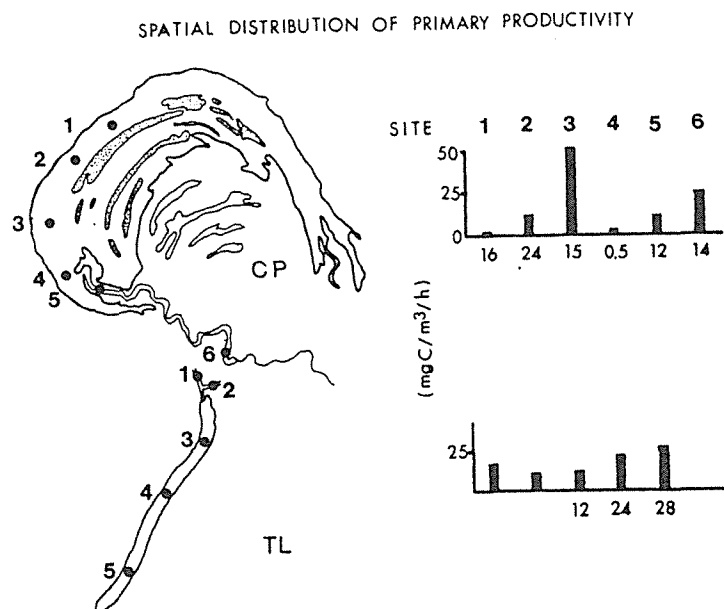 SPATIAL DISTRIBUTION OF PRIMARY PRODUCTIVITY
1
2
3
4
5
6
CP
1
2
3
4
5
TL
SITE 1 2 3 4 5 6
50
25
0
16 24 15 0,5 12 14
(mgC/m³/h)
25
12 24 28